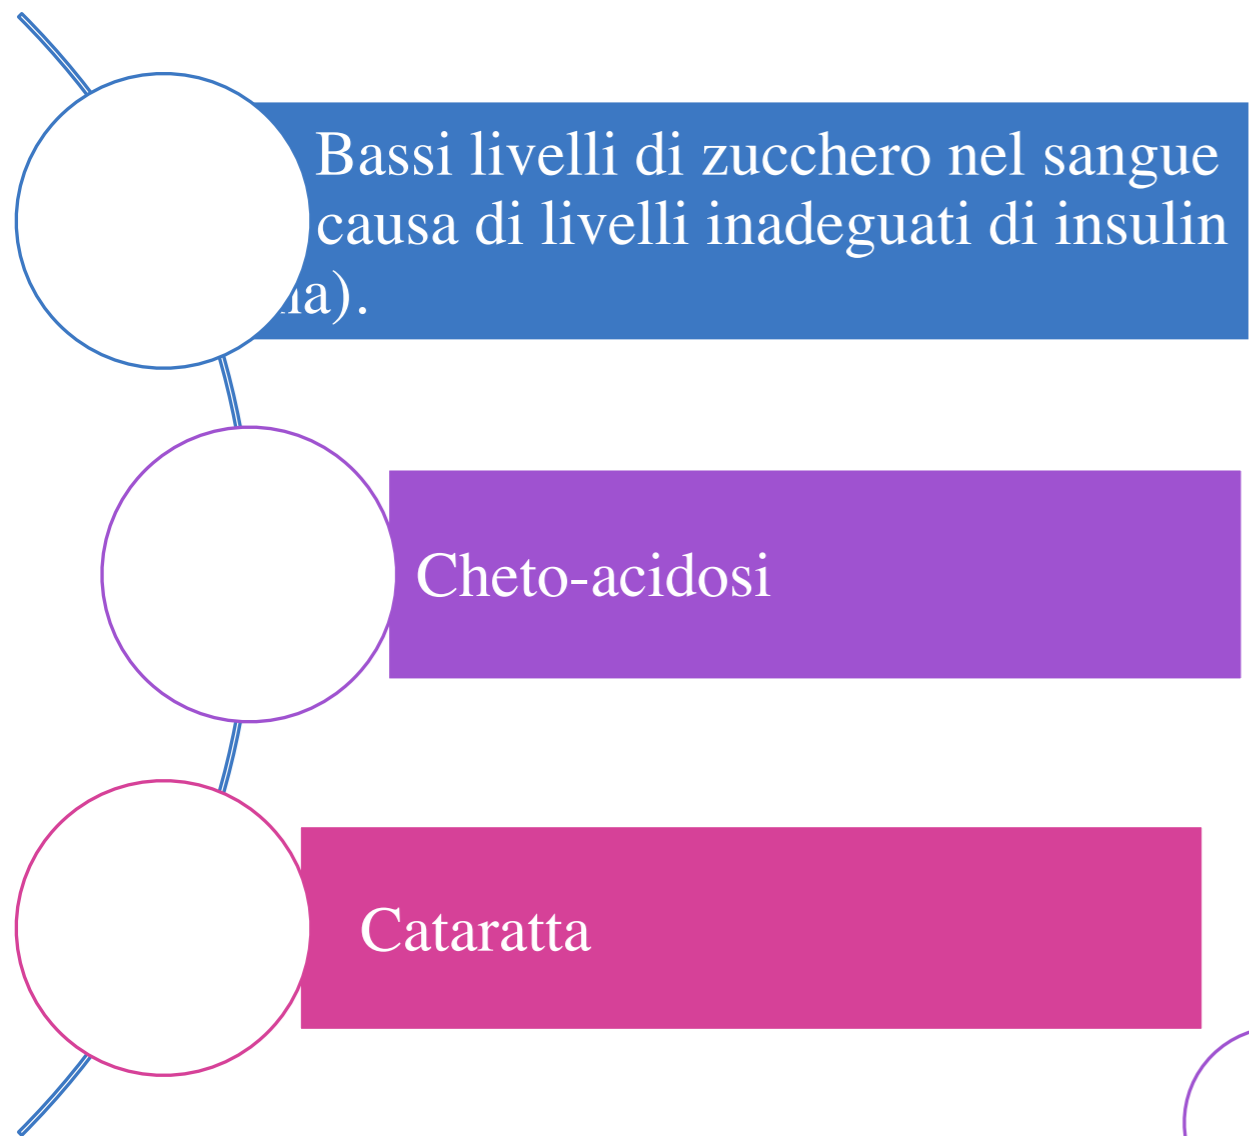 Bassi livelli di zucchero nel sangue
causa di livelli inadeguati di insulin
a).
Cheto-acidosi
Cataratta